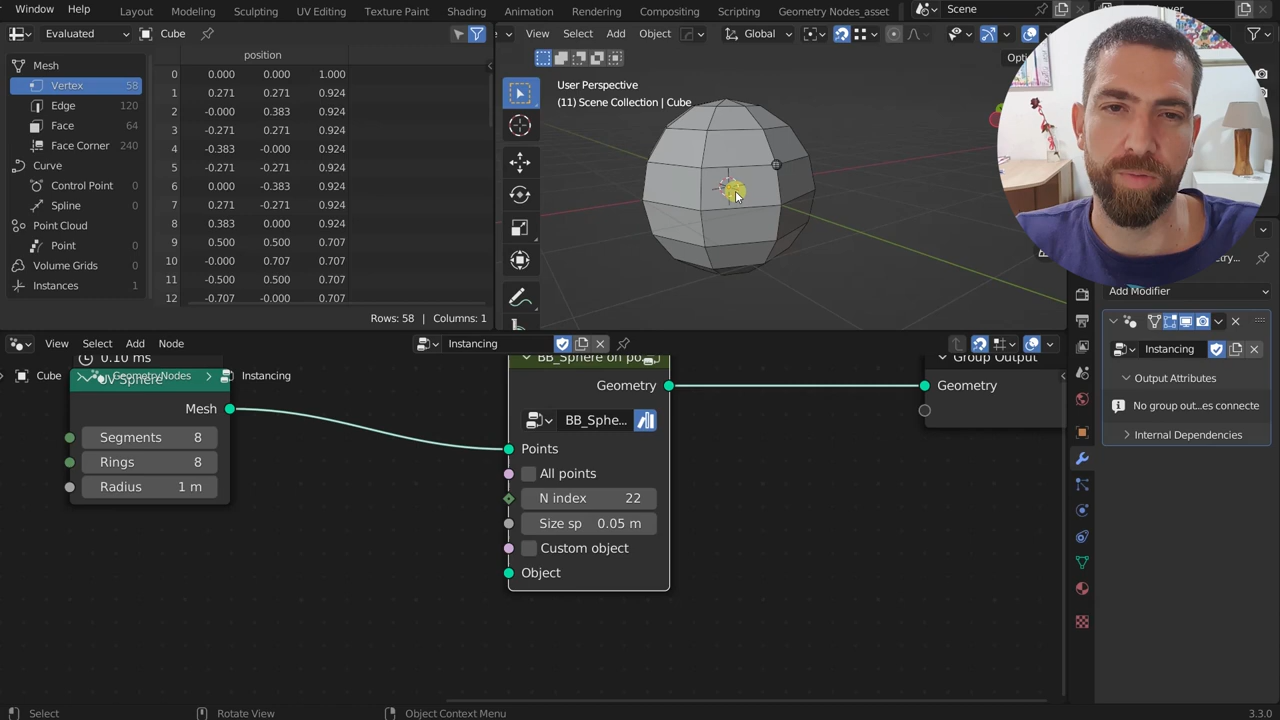 Window Help
Layout Modeling Sculpting UV Editing Texture Paint Shading Animation Rendering Compositing Scripting Geometry Nodes_asset
Scene
Evaluated
Cube
View Select Add Object
Global
Mesh
Vertex 58
Edge 120
Face 64
Face Corner 240
Curve
Control Point 0
Spline 0
Point Cloud
Point 0
Volume Grids 0
Instances 1
position
0 0.000 0.000 1.000
1 0.271 0.271 0.924
2 -0.000 0.383 0.924
3 -0.271 0.271 0.924
4 -0.383 -0.000 0.924
5 -0.271 -0.271 0.924
6 0.000 -0.383 0.924
7 0.271 -0.271 0.924
8 0.383 0.000 0.924
9 0.500 0.500 0.707
10 -0.000 0.707 0.707
11 -0.500 0.500 0.707
12 -0.707 -0.000 0.707
Rows: 58 | Columns: 1
User Perspective
(11) Scene Collection | Cube
Add Modifier
Instancing
Output Attributes
No group out...es connecte
Internal Dependencies
View Select Add Node
Instancing
0.10 ms
Cube
Geometry Nodes
Instancing
UV Sphere
Mesh
Segments 8
Rings 8
Radius 1 m
BB_Sphere on po...
Geometry
BB_Sphe...
Points
All points
N index 22
Size sp 0.05 m
Custom object
Object
Group Output
Geometry
Select
Rotate View
Object Context Menu
3.3.0